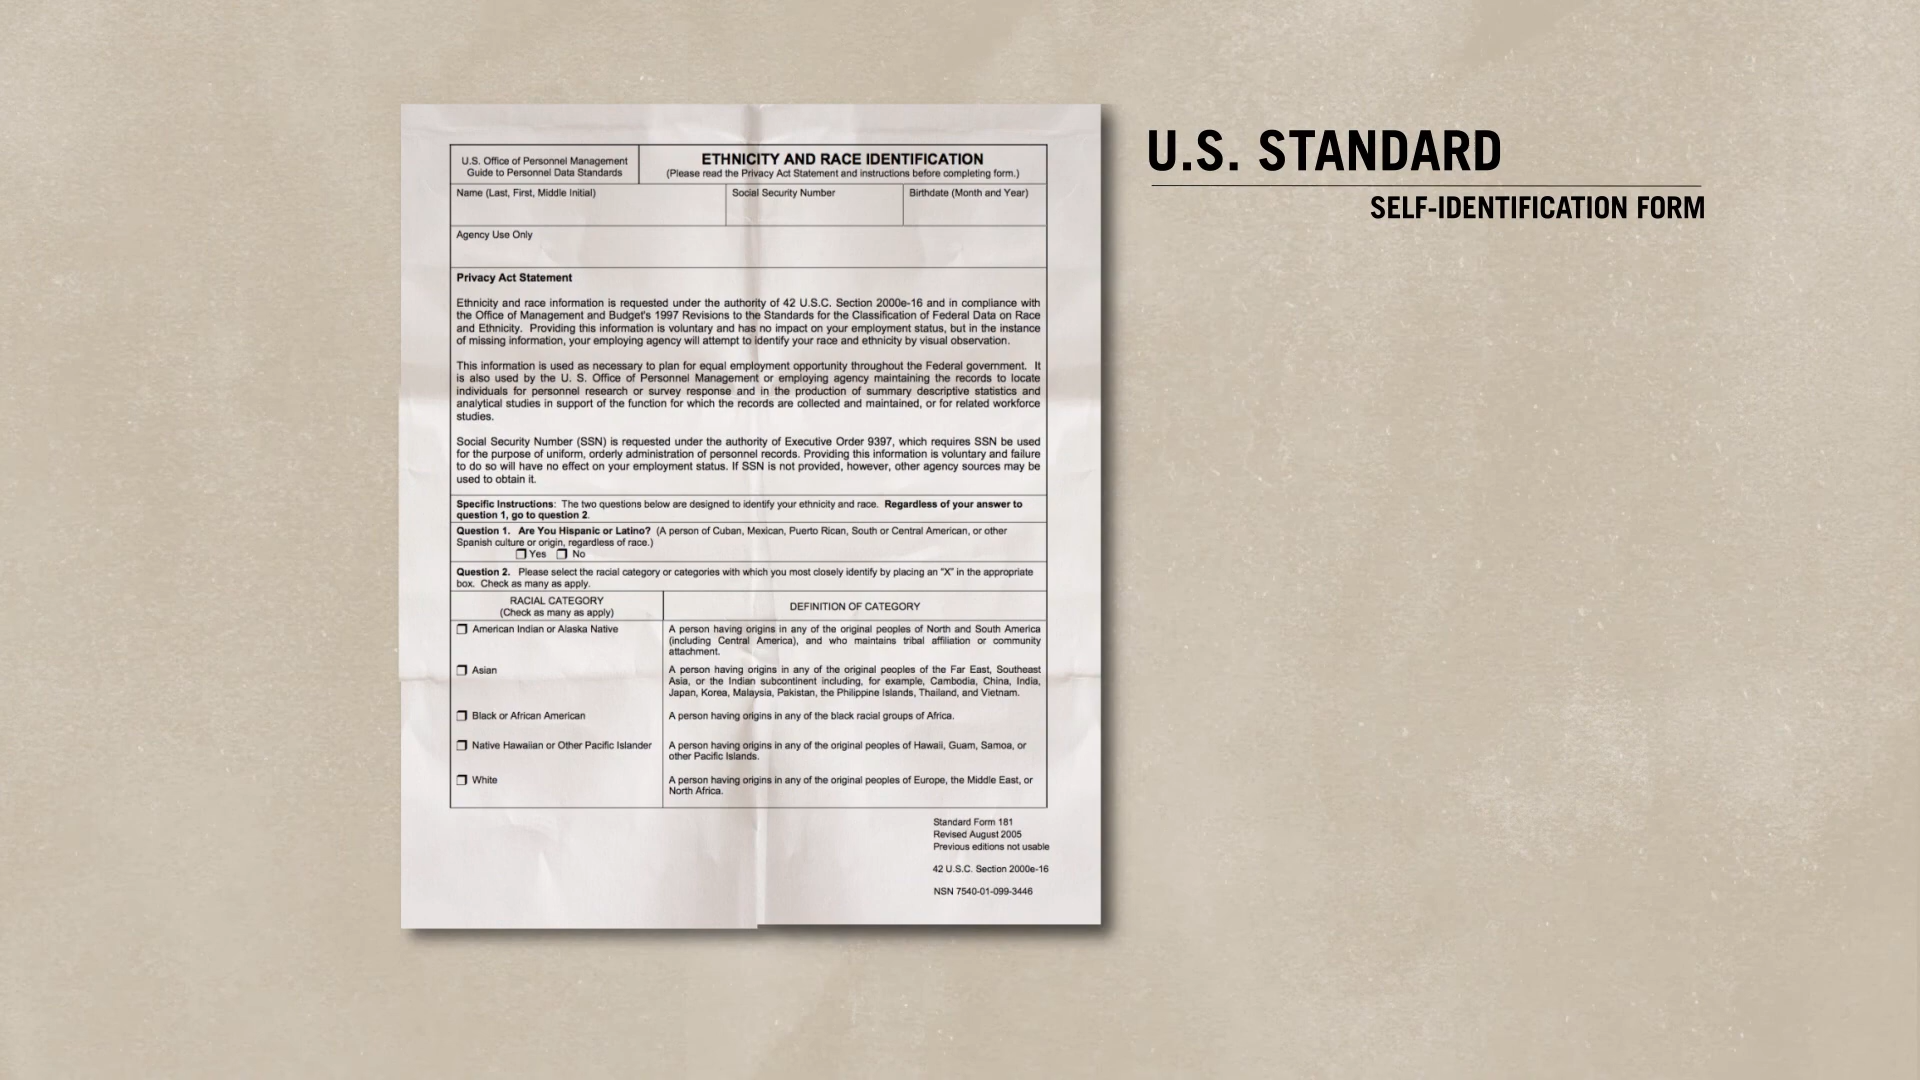 U.S. STANDARD
SELF-IDENTIFICATION FORM
U.S. Office of Personnel Management
Guide to Personnel Data Standards
ETHNICITY AND RACE IDENTIFICATION
(Please read the Privacy Act Statement and instructions before completing form.)
Name (Last, First, Middle Initial)
Social Security Number
Birthdate (Month and Year)
Agency Use Only
Privacy Act Statement
Ethnicity and race information is requested under the authority of 42 U.S.C. Section 2000e-16 and in compliance with
the Office of Management and Budget's 1997 Revisions to the Standards for the Classification of Federal Data on Race
and Ethnicity. Providing this information is voluntary and has no impact on your employment status, but in the instance
of missing information, your employing agency will attempt to identify your race and ethnicity by visual observation.
This information is used as necessary to plan for equal employment opportunity throughout the Federal government. It
is also used by the U. S. Office of Personnel Management or employing agency maintaining the records to locate
individuals for personnel research or survey response and in the production of summary descriptive statistics and
analytical studies in support of the function for which the records are collected and maintained, or for related workforce
studies.
Social Security Number (SSN) is requested under the authority of Executive Order 9397, which requires SSN be used
for the purpose of uniform, orderly administration of personnel records. Providing this information is voluntary and failure
to do so will have no effect on your employment status. If SSN is not provided, however, other agency sources may be
used to obtain it.
Specific Instructions: The two questions below are designed to identify your ethnicity and race. Regardless of your answer to
question 1, go to question 2.
Question 1. Are You Hispanic or Latino? (A person of Cuban, Mexican, Puerto Rican, South or Central American, or other
Spanish culture or origin, regardless of race.)
Yes No
Question 2. Please select the racial category or categories with which you most closely identify by placing an "X" in the appropriate
box. Check as many as apply.
RACIAL CATEGORY
(Check as many as apply)
DEFINITION OF CATEGORY
American Indian or Alaska Native
A person having origins in any of the original peoples of North and South America
(including Central America), and who maintains tribal affiliation or community
attachment.
Asian
A person having origins in any of the original peoples of the Far East, Southeast
Asia, or the Indian subcontinent including, for example, Cambodia, China, India,
Japan, Korea, Malaysia, Pakistan, the Philippine Islands, Thailand, and Vietnam.
Black or African American
A person having origins in any of the black racial groups of Africa.
Native Hawaiian or Other Pacific Islander
A person having origins in any of the original peoples of Hawaii, Guam, Samoa, or
other Pacific Islands.
White
A person having origins in any of the original peoples of Europe, the Middle East, or
North Africa.
Standard Form 181
Revised August 2005
Previous editions not usable
42 U.S.C. Section 2000e-16
NSN 7540-01-099-3446